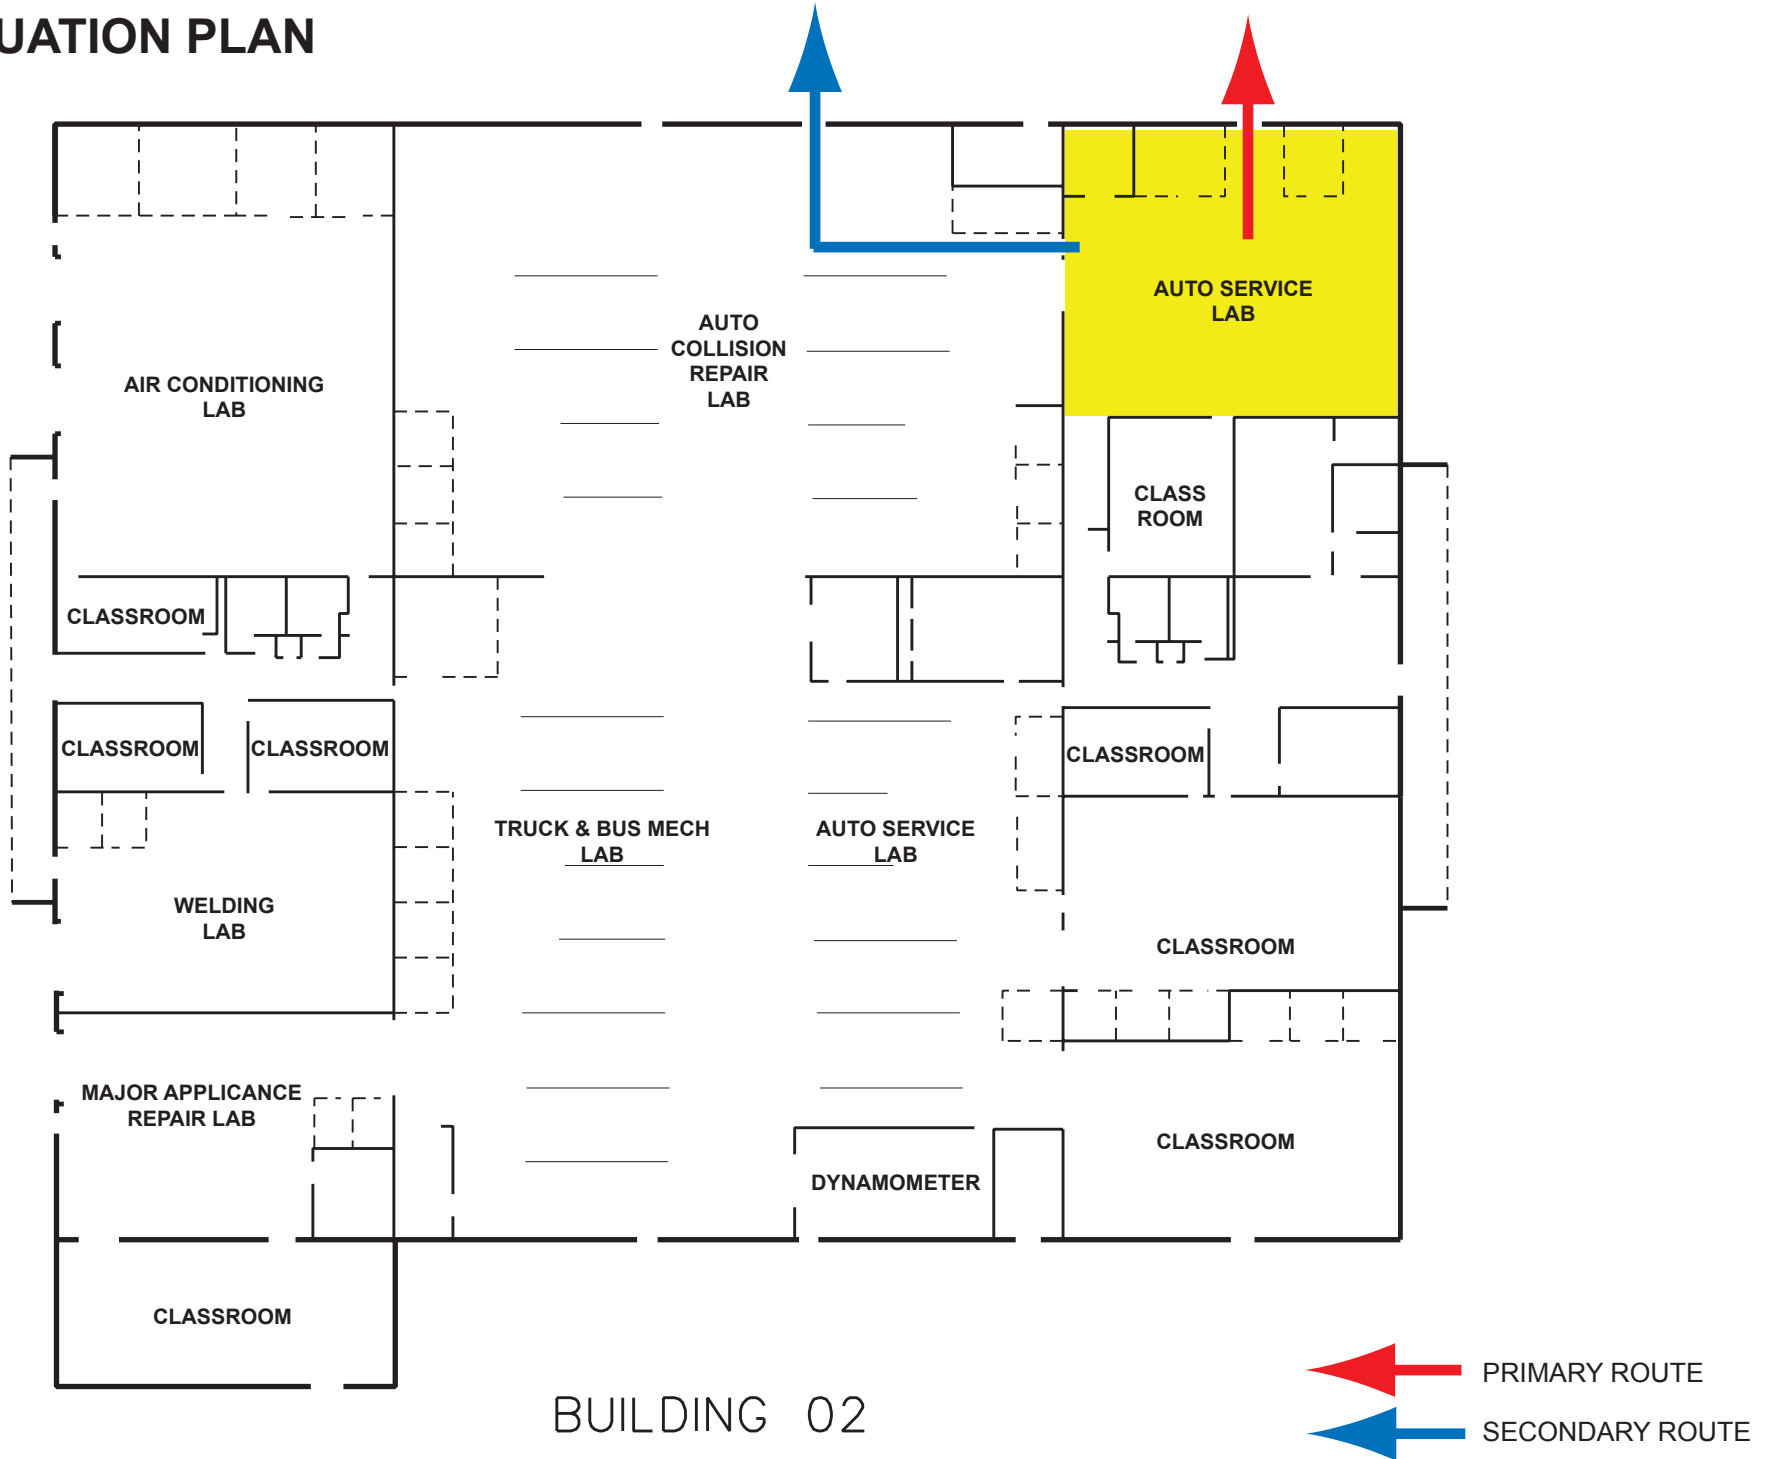 UATION PLAN
AUTO SERVICE
LAB
AUTO
COLLISION
REPAIR
LAB
AIR CONDITIONING
LAB
CLASS
ROOM
CLASSROOM
CLASSROOM
CLASSROOM
CLASSROOM
TRUCK & BUS MECH
LAB
AUTO SERVICE
LAB
WELDING
LAB
CLASSROOM
MAJOR APPLICANCE
REPAIR LAB
CLASSROOM
DYNAMOMETER
CLASSROOM
PRIMARY ROUTE
BUILDING 02
SECONDARY ROUTE